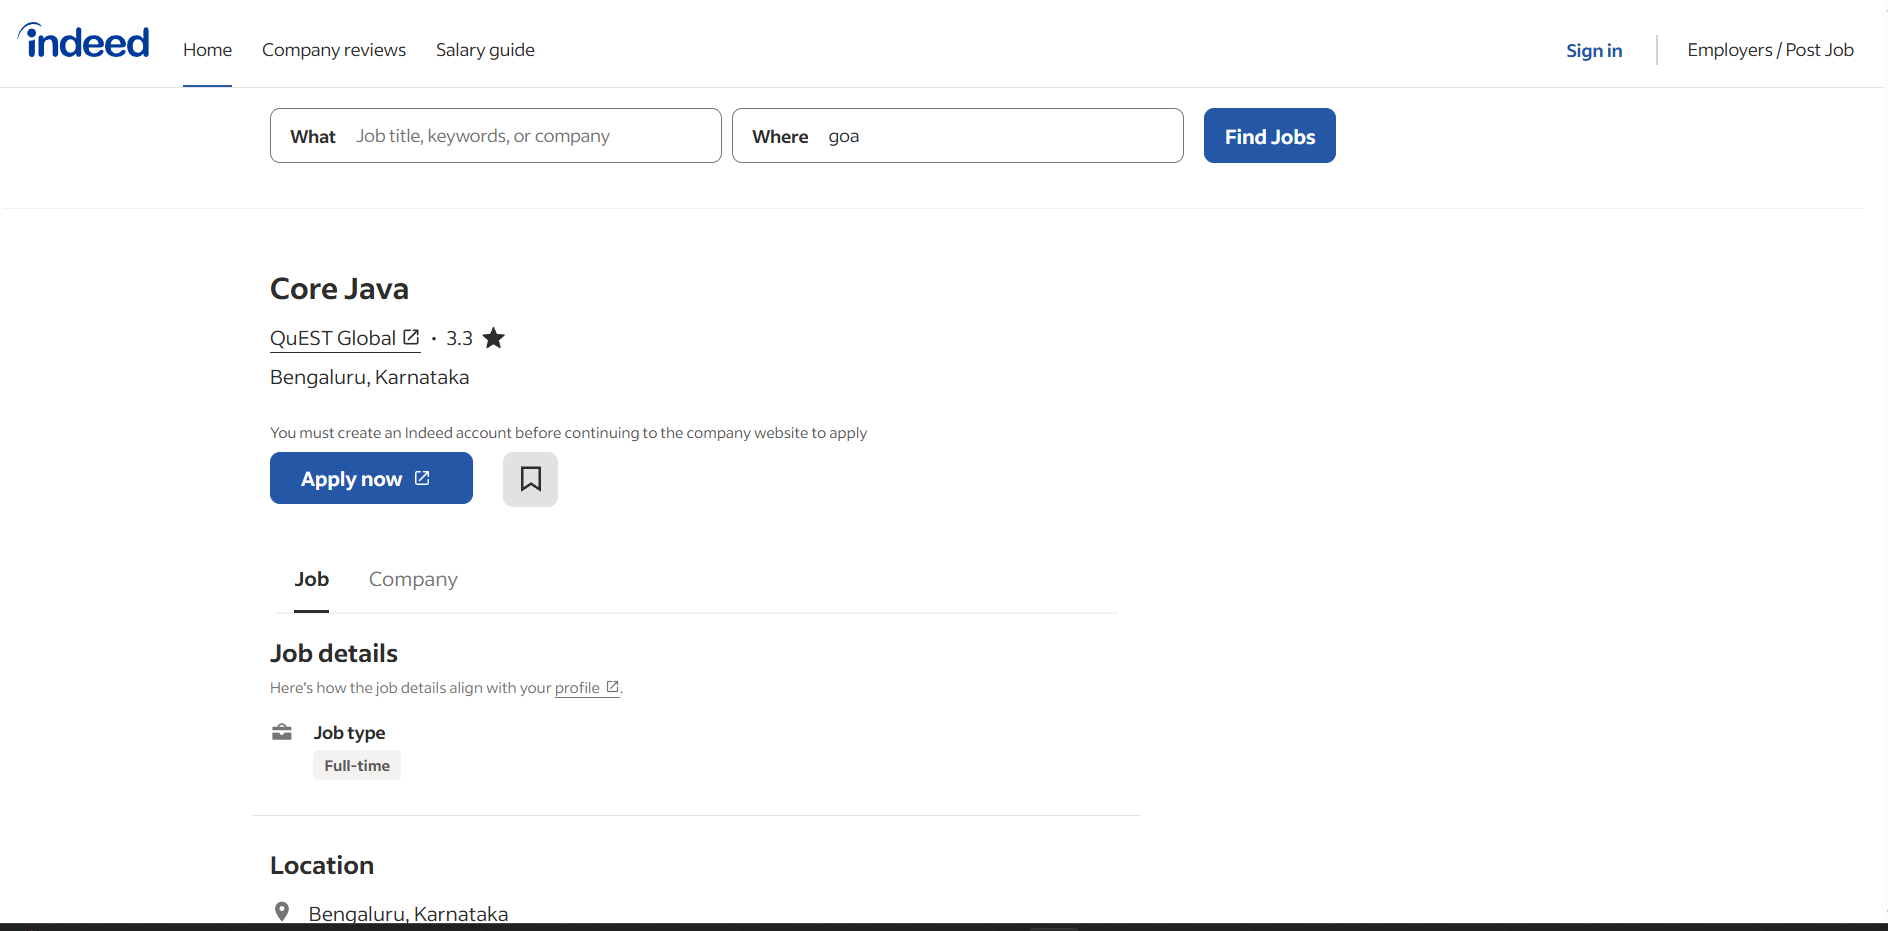 indeed
Home Company reviews Salary guide Sign in Employers / Post Job
What Job title, keywords, or company Where goa Find Jobs
Core Java
QuEST Global · 3.3
Bengaluru, Karnataka
You must create an Indeed account before continuing to the company website to apply
Apply now
Job Company
Job details
Here's how the job details align with your profile.
Job type
Full-time
Location
Bengaluru, Karnataka